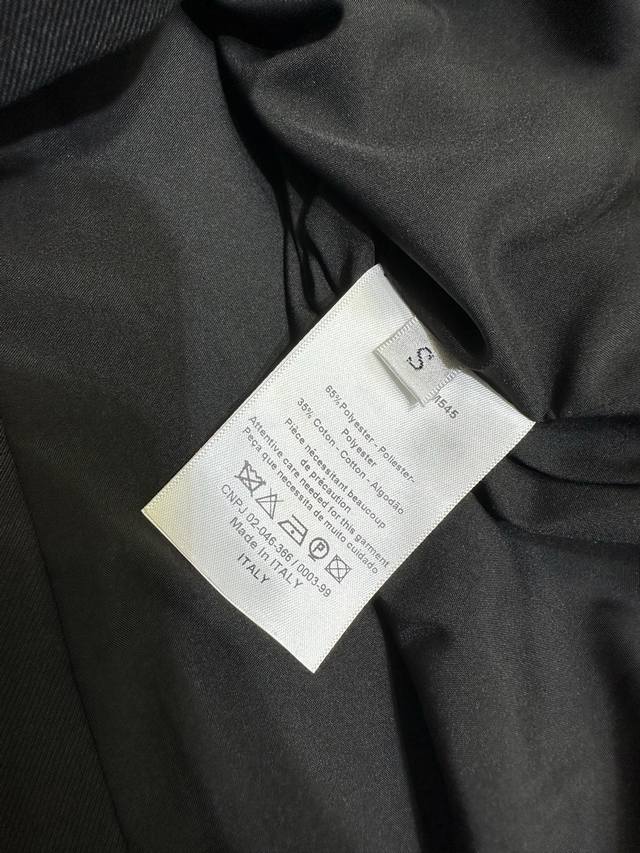 S
1545
65%Polyester - Poliester-
Polyester
35% Coton - Cotton - Algodão
Pièce nécessitant beaucoup
de précaution
Attentive care needed for this garment
Peça que necessita de muito cuidado
CNPJ 02-046-366 / 0003-99
Made in ITALY
ITALY